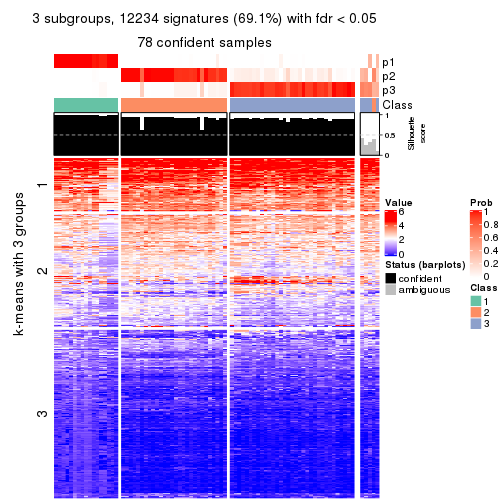 3 subgroups, 12234 signatures (69.1%) with fdr < 0.05
78 confident samples
p1
p2
p3
Class
1
0.5
0
Silhouette
score
k-means with 3 groups
1
2
3
Value
6
4
2
0
Status (barplots)
confident
ambiguous
Prob
1
0.8
0.6
0.4
0.2
0
Class
1
2
3